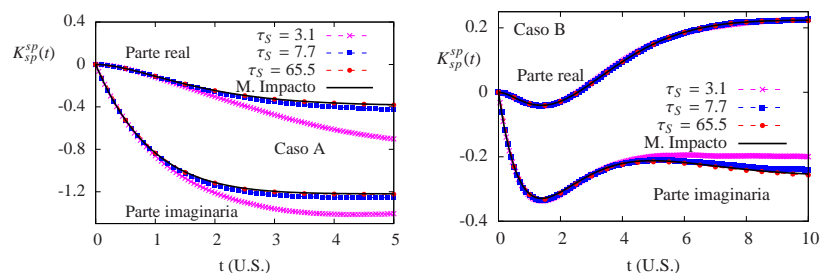 K_{sp}^{sp}(t)
0.4
0
-0.4
-0.8
-1.2
0 1 2 3 4 5
t (U.S.)
Parte real
τ_S = 3.1
τ_S = 7.7
τ_S = 65.5
M. Impacto
Caso A
Parte imaginaria
K_{sp}^{sp}(t)
0.2
0
-0.2
-0.4
0 2 4 6 8 10
t (U.S.)
Caso B
Parte real
τ_S = 3.1
τ_S = 7.7
τ_S = 65.5
M. Impacto
Parte imaginaria